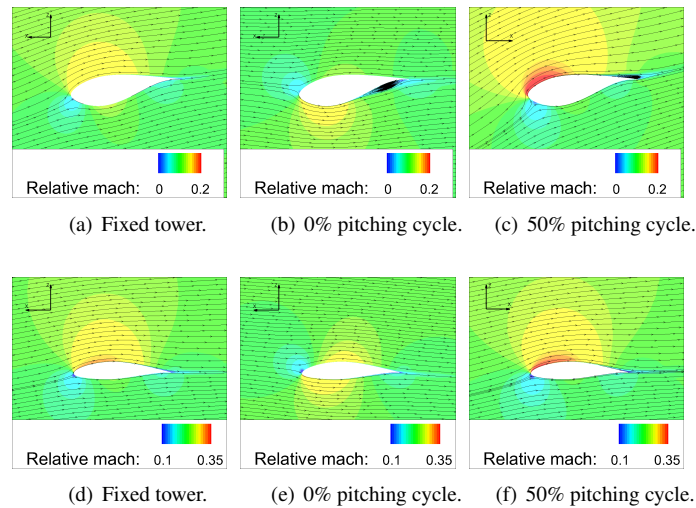 z z z
x x x
Relative mach: 0 0.2 Relative mach: 0 0.2 Relative mach: 0 0.2
(a) Fixed tower. (b) 0% pitching cycle. (c) 50% pitching cycle.
z z z
x x x
Relative mach: 0.1 0.35 Relative mach: 0.1 0.35 Relative mach: 0.1 0.35
(d) Fixed tower. (e) 0% pitching cycle. (f) 50% pitching cycle.